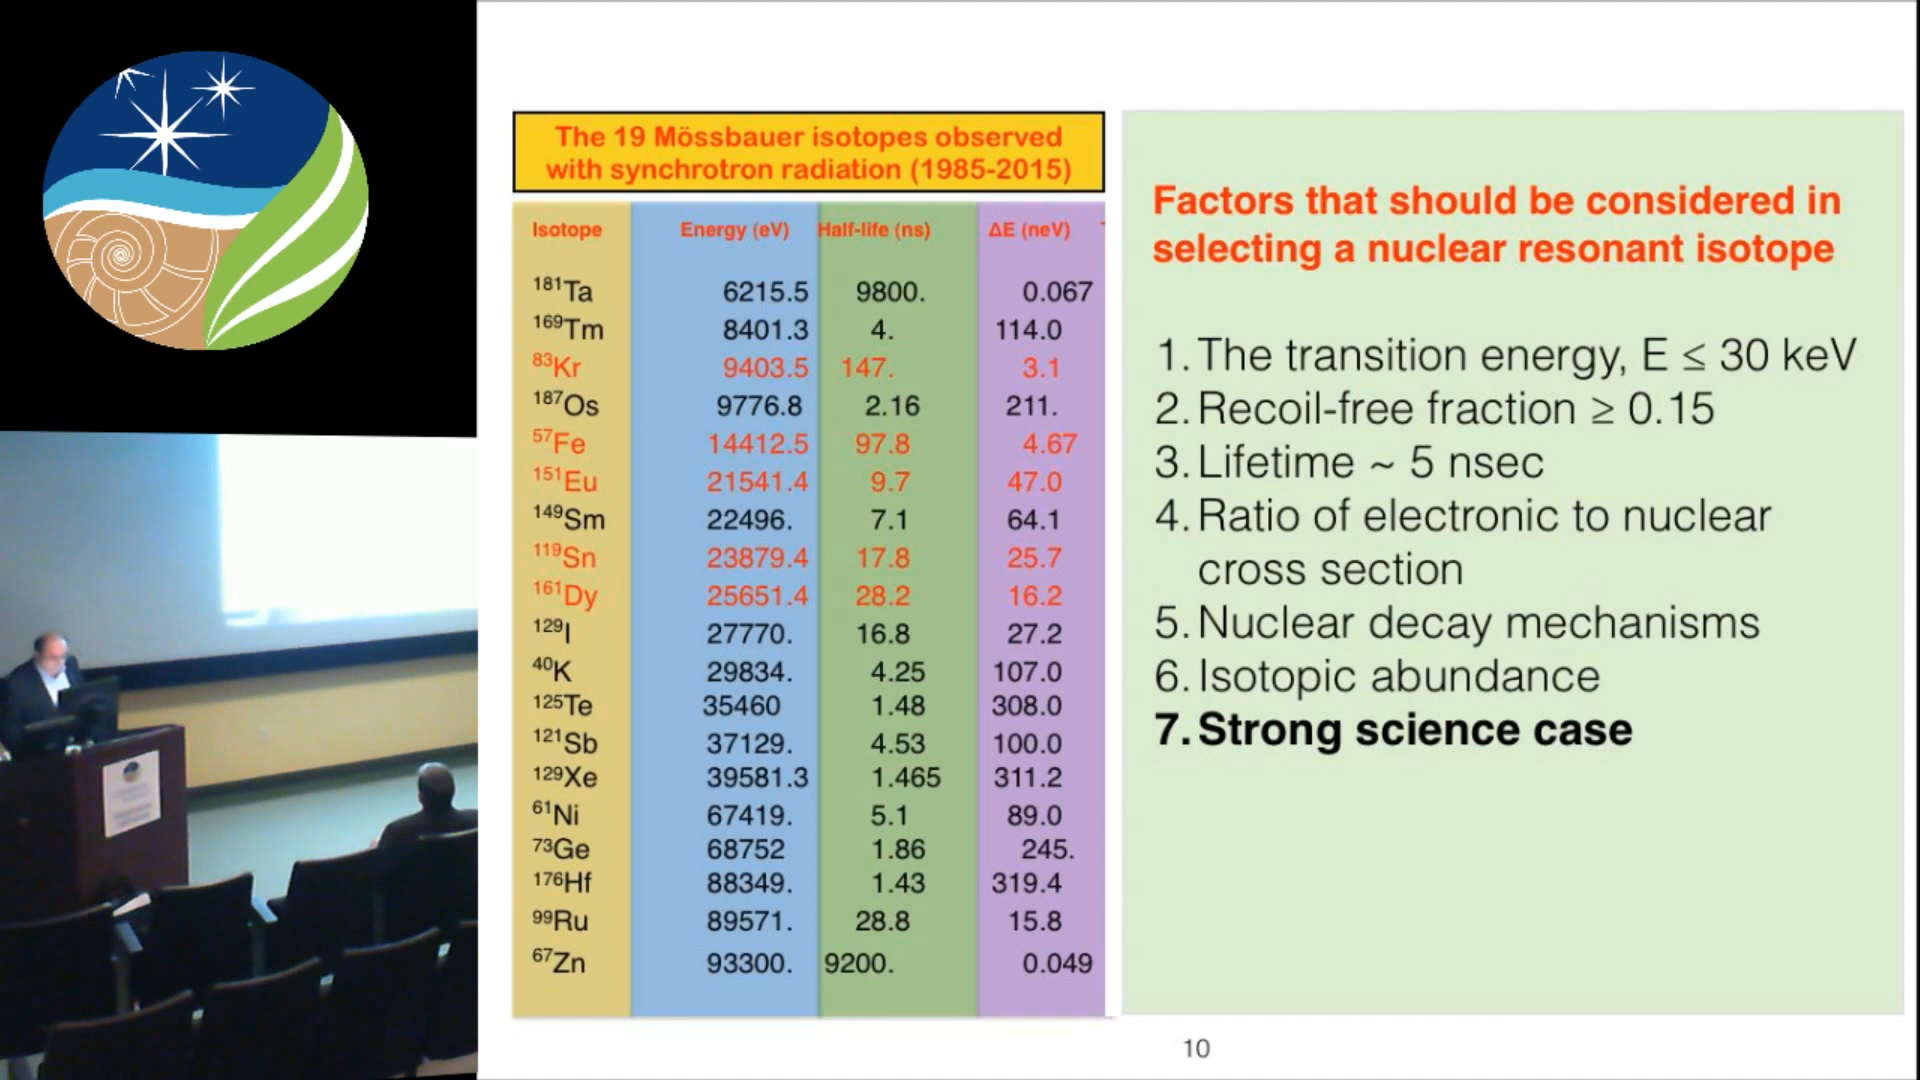 The 19 Mössbauer isotopes observed
with synchrotron radiation (1985-2015)
Isotope Energy (eV) Half-life (ns) ΔE (neV)
¹⁸¹Ta 6215.5 9800. 0.067
¹⁶⁹Tm 8401.3 4. 114.0
⁸³Kr 9403.5 147. 3.1
¹⁸⁷Os 9776.8 2.16 211.
⁵⁷Fe 14412.5 97.8 4.67
¹⁵¹Eu 21541.4 9.7 47.0
¹⁴⁹Sm 22496. 7.1 64.1
¹¹⁹Sn 23879.4 17.8 25.7
¹⁶¹Dy 25651.4 28.2 16.2
¹²⁹I 27770. 16.8 27.2
⁴⁰K 29834. 4.25 107.0
¹²⁵Te 35460 1.48 308.0
¹²¹Sb 37129. 4.53 100.0
¹²⁹Xe 39581.3 1.465 311.2
⁶¹Ni 67419. 5.1 89.0
⁷³Ge 68752 1.86 245.
¹⁷⁶Hf 88349. 1.43 319.4
⁹⁹Ru 89571. 28.8 15.8
⁶⁷Zn 93300. 9200. 0.049
Factors that should be considered in
selecting a nuclear resonant isotope
1. The transition energy, E ≤ 30 keV
2. Recoil-free fraction ≥ 0.15
3. Lifetime ~ 5 nsec
4. Ratio of electronic to nuclear
cross section
5. Nuclear decay mechanisms
6. Isotopic abundance
7. Strong science case
10